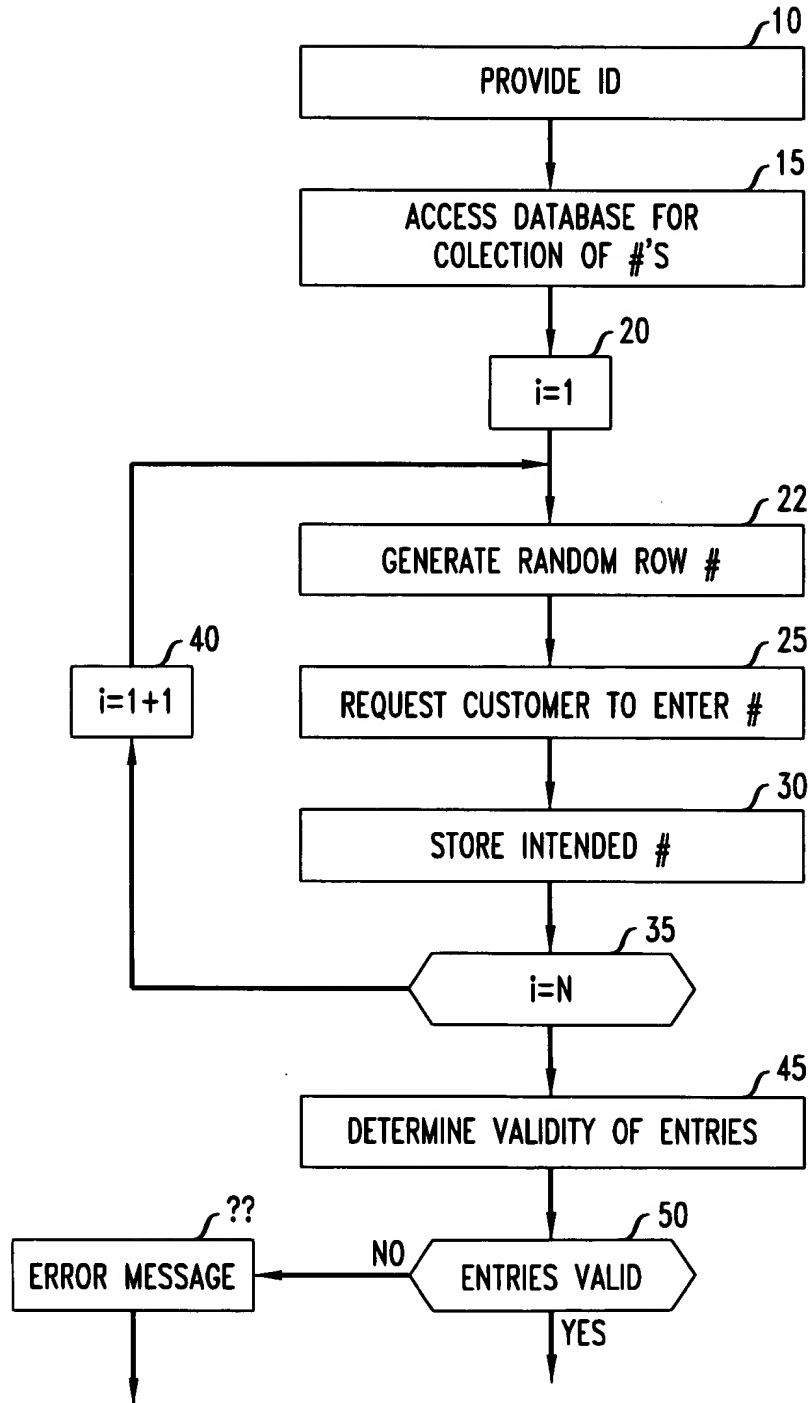 10
PROVIDE ID
15
ACCESS DATABASE FOR
COLECTION OF #'S
20
i=1
22
GENERATE RANDOM ROW #
40
i=1+1
25
REQUEST CUSTOMER TO ENTER #
30
STORE INTENDED #
35
i=N
45
DETERMINE VALIDITY OF ENTRIES
??
ERROR MESSAGE
NO
50
ENTRIES VALID
YES